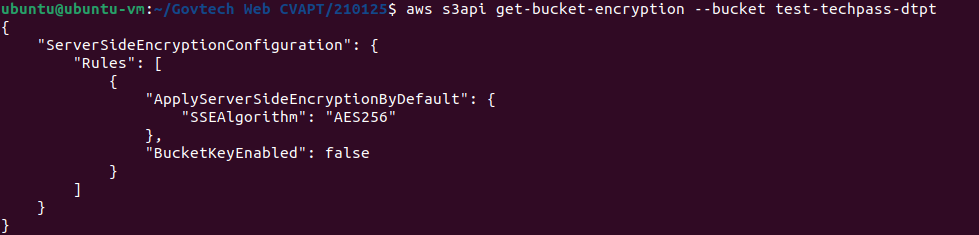 ubuntu@ubuntu-vm:~/Govtech Web CVAPT/210125$ aws s3api get-bucket-encryption --bucket test-techpass-dtpt
{
    "ServerSideEncryptionConfiguration": {
        "Rules": [
            {
                "ApplyServerSideEncryptionByDefault": {
                    "SSEAlgorithm": "AES256"
                },
                "BucketKeyEnabled": false
            }
        ]
    }
}